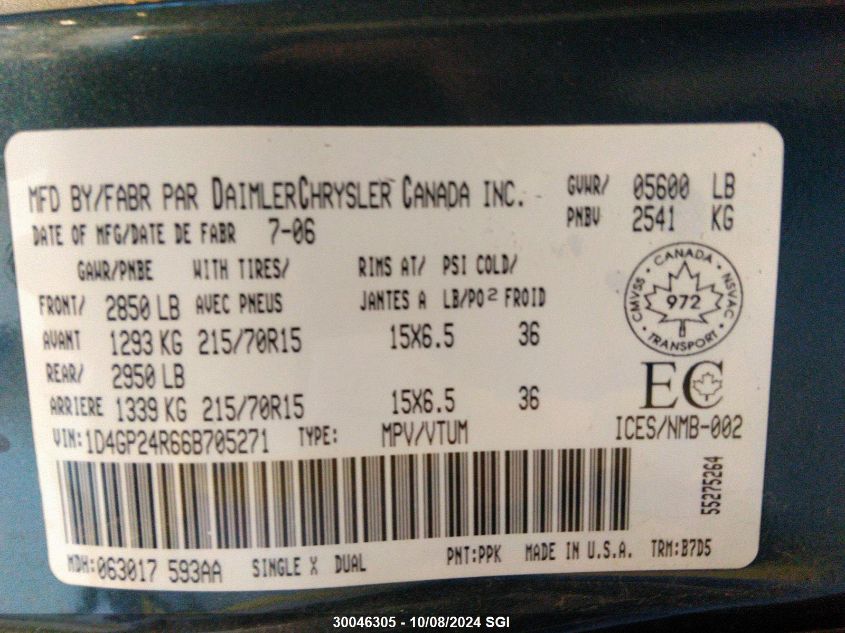 MFD BY/FABR PAR DAIMLERCHRYSLER CANADA INC. GVWR/ 05600 LB
PNBV 2541 KG
DATE OF MFG/DATE DE FABR 7-06
GAWR/PNBE WITH TIRES/ RIMS AT/ PSI COLD/
FRONT/ 2850 LB AVEC PNEUS JANTES A LB/PO² FROID
AVANT 1293 KG 215/70R15 15X6.5 36
REAR/ 2950 LB
ARRIERE 1339 KG 215/70R15 15X6.5 36
VIN: 1D4GP24R66B705271 TYPE: MPV/VTUM
CANADA
CMVSS 972 NSVAC
TRANSPORT
EC
ICES/NMB-002
55275264
MDH: 063017 593AA SINGLE X DUAL PNT: PPK MADE IN U.S.A. TRM: B7D5
30046305 - 10/08/2024 SGI